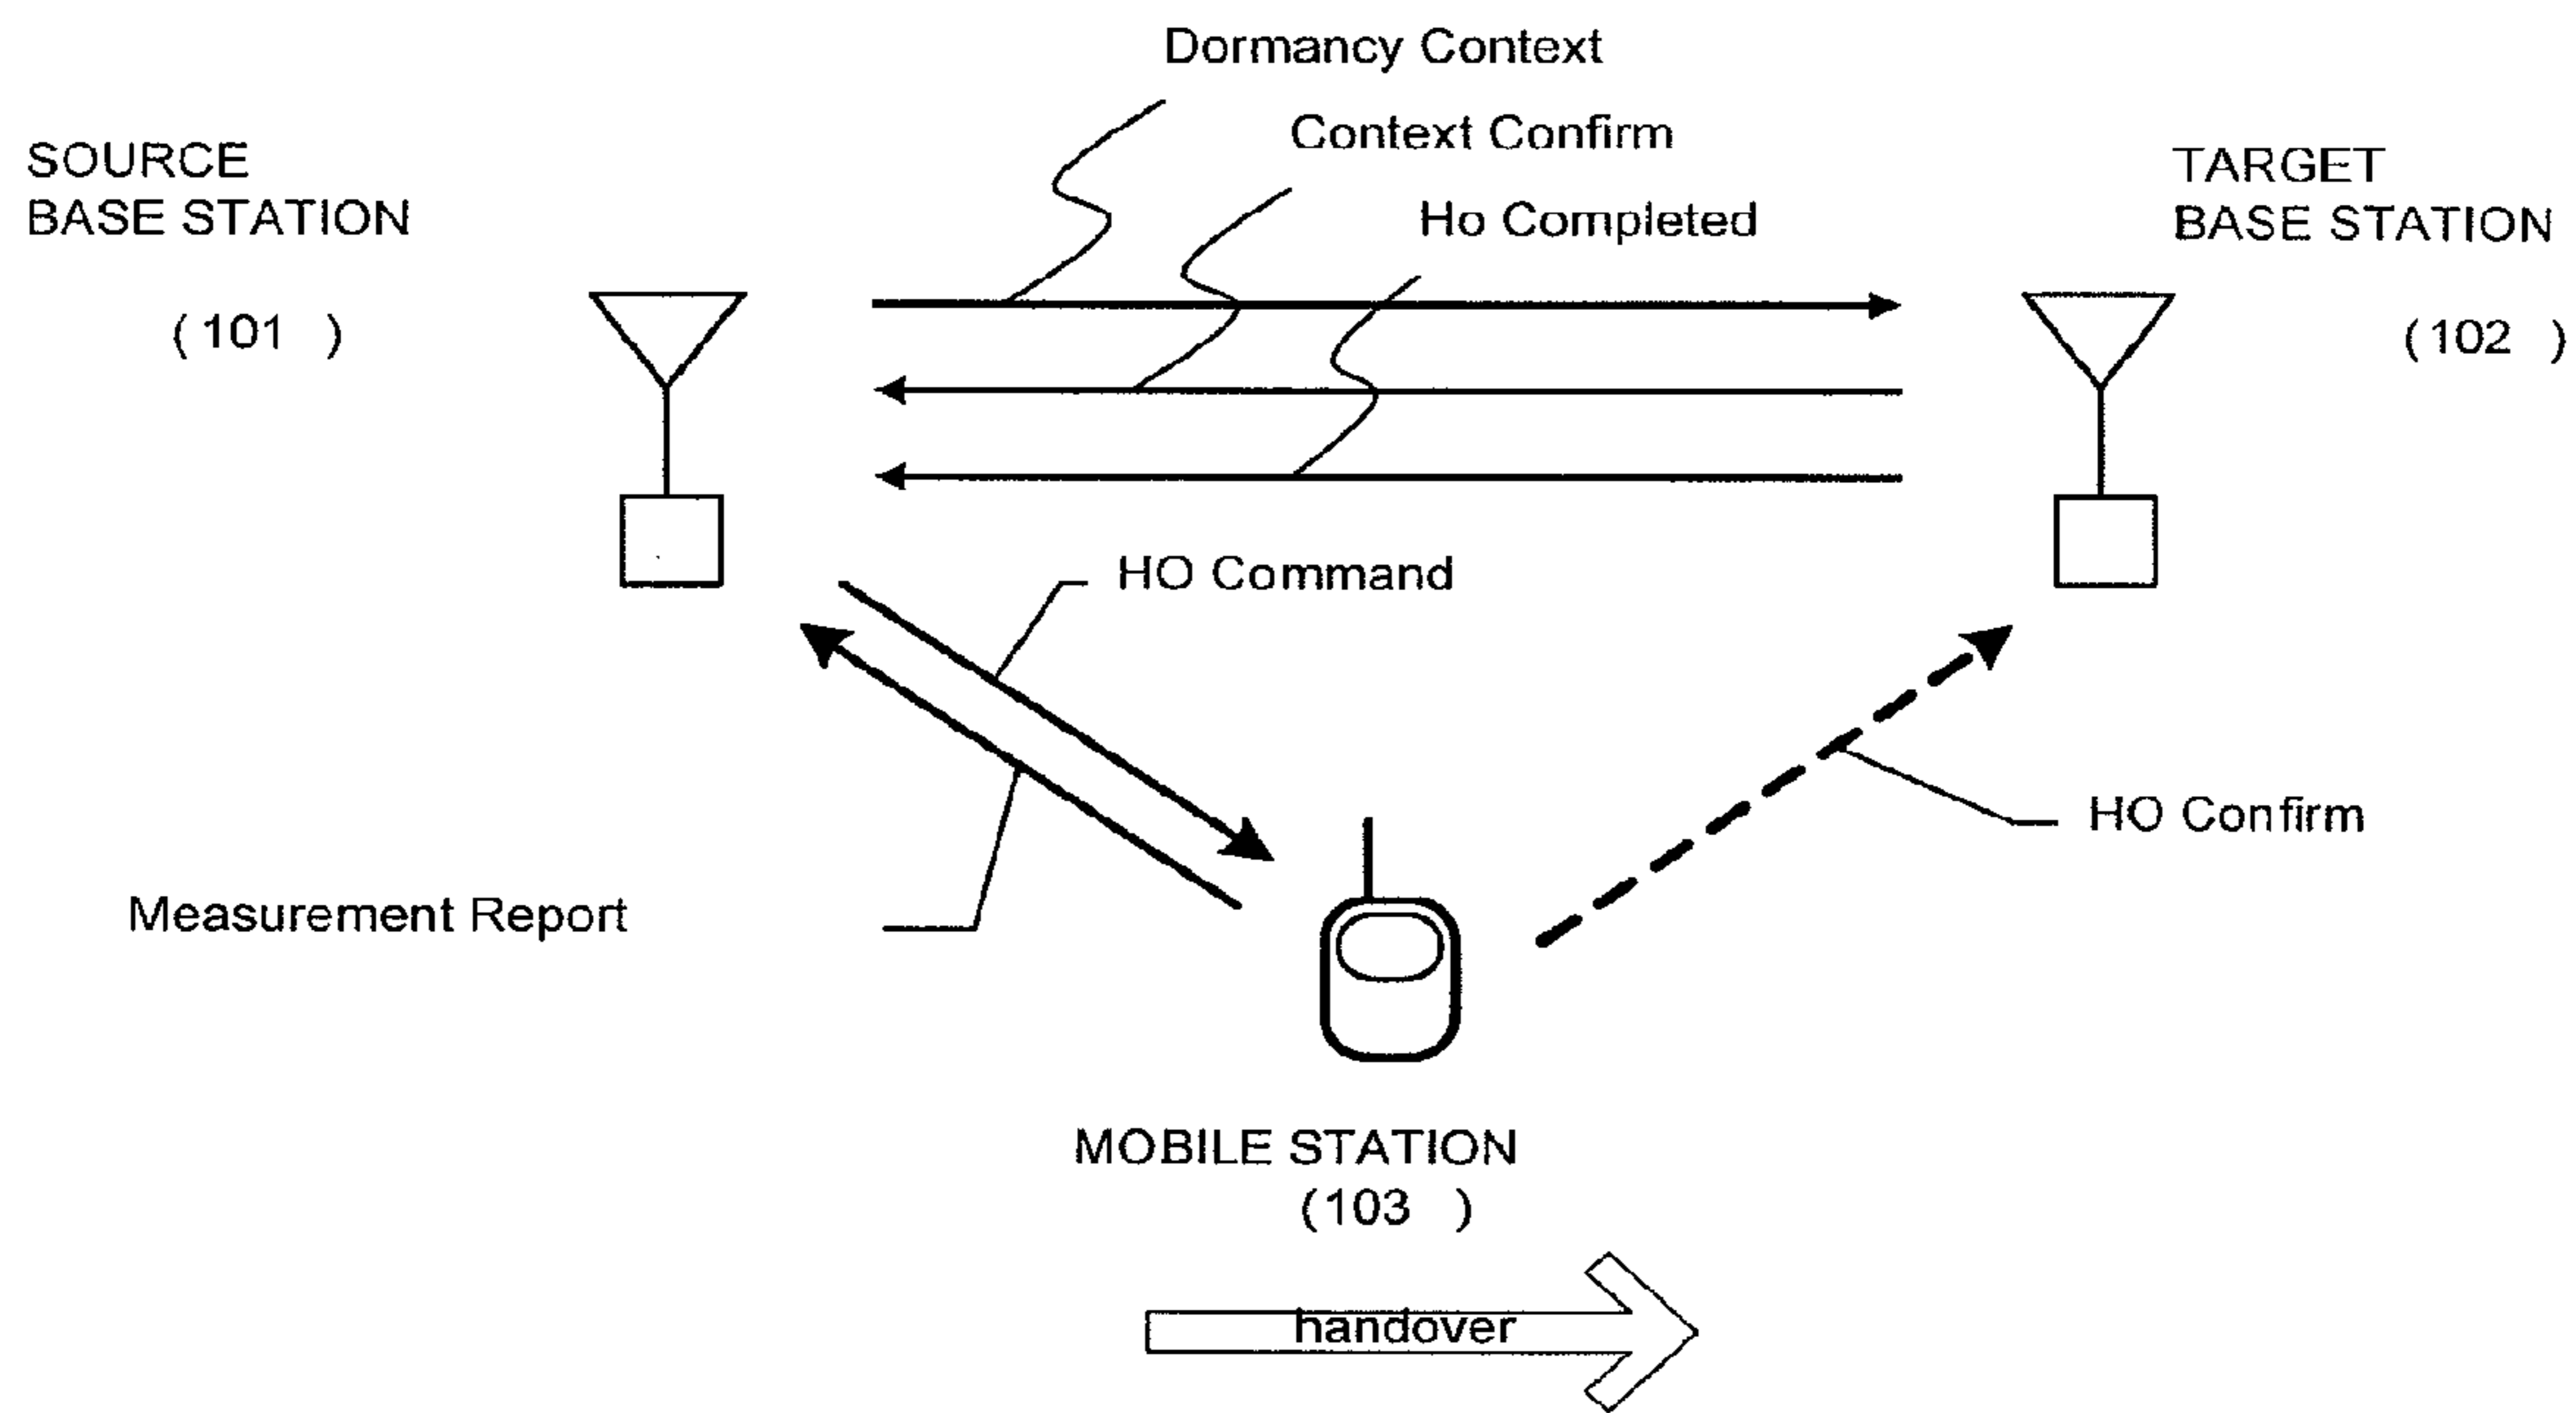 Dormancy Context
Context Confirm
Ho Completed
SOURCE
BASE STATION
(101 )
TARGET
BASE STATION
(102 )
HO Command
HO Confirm
Measurement Report
MOBILE STATION
(103 )
handover